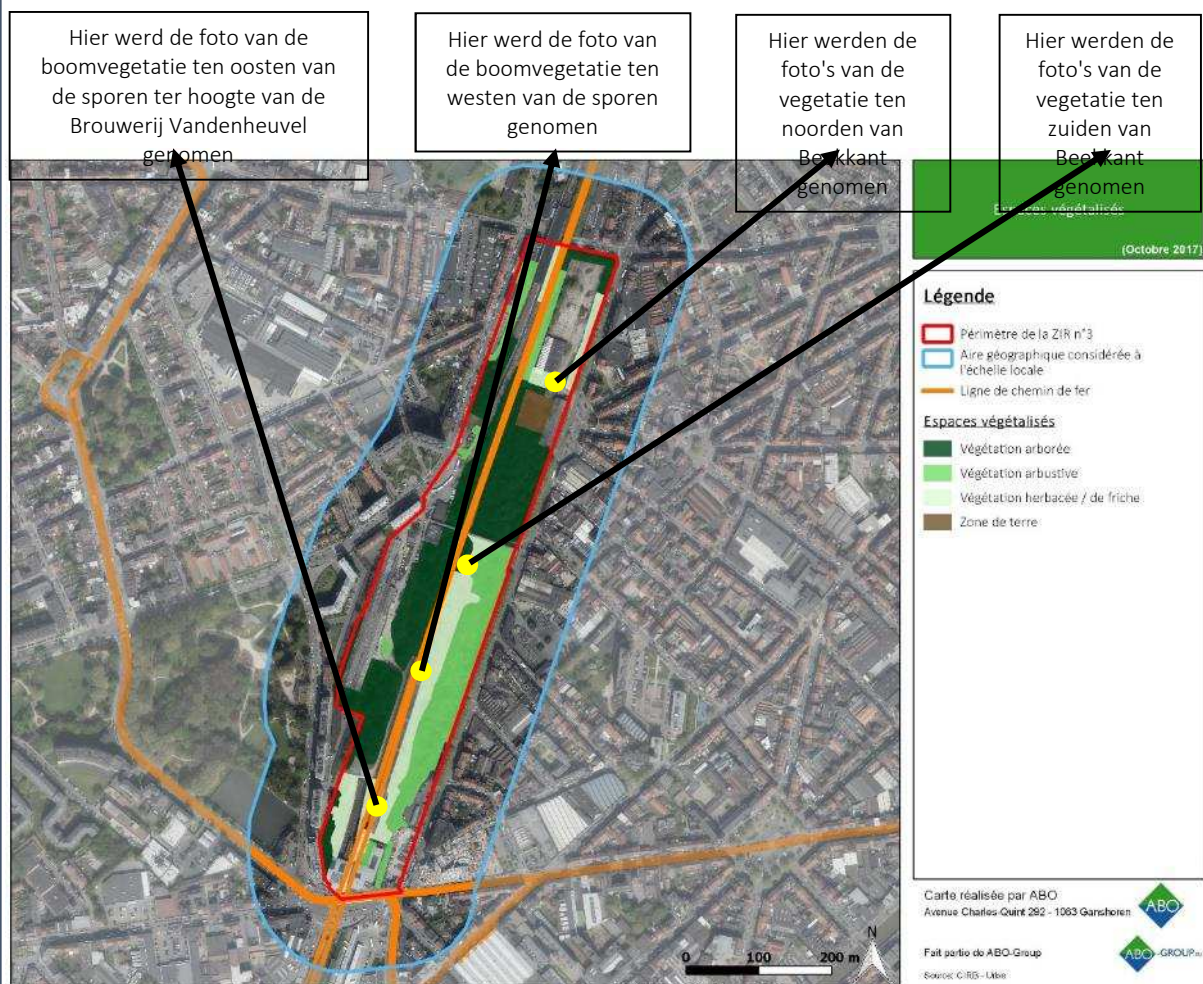 Hier werd de foto van de
boomvegetatie ten oosten van
de sporen ter hoogte van de
Brouwerij Vandenheuvel
genomen
Hier werd de foto van
de boomvegetatie ten
westen van de sporen
genomen
Hier werden de
foto's van de
vegetatie ten
noorden van
Beekkant
genomen
Hier werden de
foto's van de
vegetatie ten
zuiden van
Beekkant
genomen
Espaces végétalisés
(Octobre 2017)
Légende
Périmètre de la ZIR n°3
Aire géographique considérée à
l'échelle locale
Ligne de chemin de fer
Espaces végétalisés
Végétation arborée
Végétation arbustive
Végétation herbacée / de friche
Zone de terre
Carte réalisée par ABO
Avenue Charles-Quint 292 - 1083 Ganshoren
ABO
Fait partie de ABO-Group
ABO-GROUP
Source: CIRB - Urbis
N
0 100 200 m